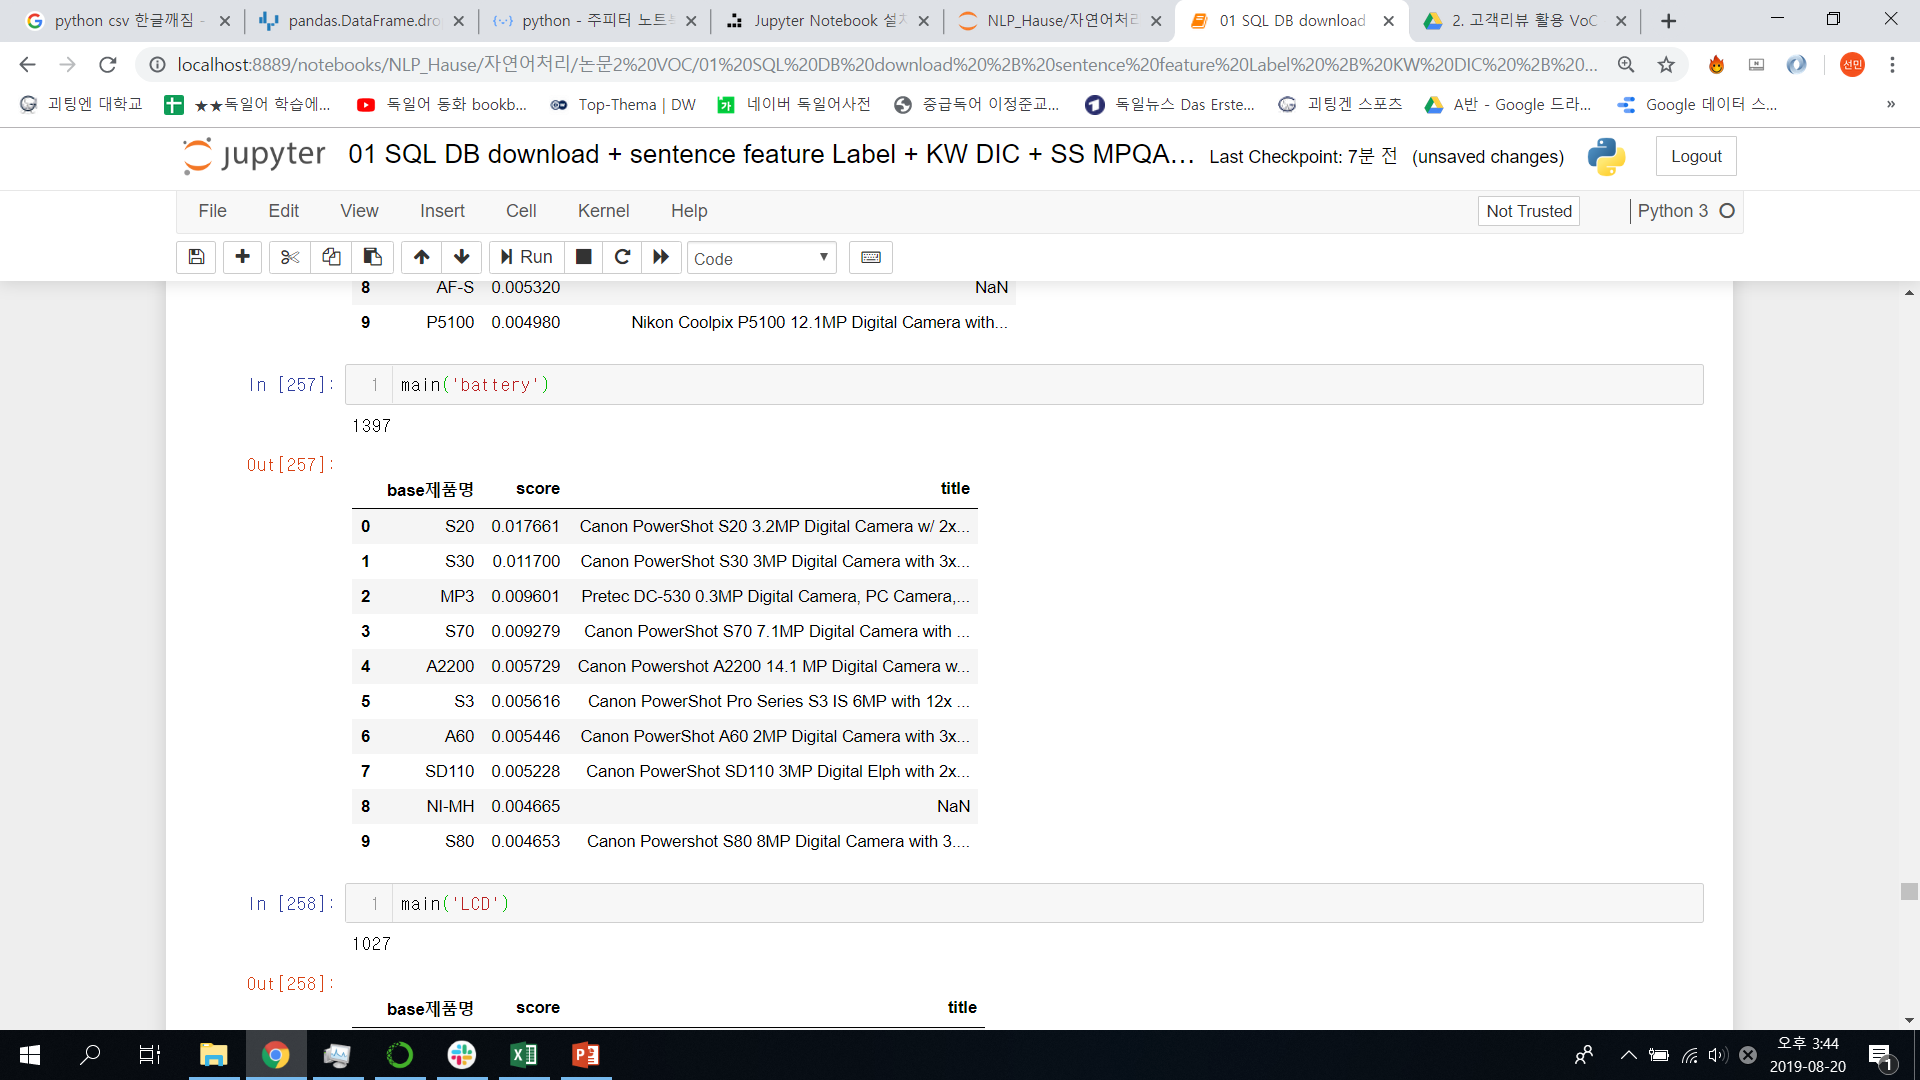 python csv 한글깨짐 -
pandas.DataFrame.dro
python - 주피터 노트북
Jupyter Notebook 설치
NLP_Hause/자연어처리
01 SQL DB download
2. 고객리뷰 활용 VoC
localhost:8889/notebooks/NLP_Hause/자연어처리/논문2%20VOC/01%20SQL%20DB%20download%20%2B%20sentence%20feature%20Label%20%2B%20KW%20DIC%20%2B%20...
선민
괴팅엔 대학교
★★독일어 학습에...
독일어 동화 bookb...
Top-Thema | DW
네이버 독일어사전
중급독어 이정준교...
독일뉴스 Das Erste...
괴팅겐 스포츠
A반 - Google 드라...
Google 데이터 스...
»
jupyter 01 SQL DB download + sentence feature Label + KW DIC + SS MPQA... Last Checkpoint: 7분 전 (unsaved changes) Logout
File Edit View Insert Cell Kernel Help Not Trusted Python 3
Run Code
8 AF-S 0.005320 NaN
9 P5100 0.004980 Nikon Coolpix P5100 12.1MP Digital Camera with...
In [257]: 1 main('battery')
1397
Out[257]:
base제품명 score title
0 S20 0.017661 Canon PowerShot S20 3.2MP Digital Camera w/ 2x...
1 S30 0.011700 Canon PowerShot S30 3MP Digital Camera with 3x...
2 MP3 0.009601 Pretec DC-530 0.3MP Digital Camera, PC Camera,...
3 S70 0.009279 Canon PowerShot S70 7.1MP Digital Camera with ...
4 A2200 0.005729 Canon Powershot A2200 14.1 MP Digital Camera w...
5 S3 0.005616 Canon PowerShot Pro Series S3 IS 6MP with 12x ...
6 A60 0.005446 Canon PowerShot A60 2MP Digital Camera with 3x...
7 SD110 0.005228 Canon PowerShot SD110 3MP Digital Elph with 2x...
8 NI-MH 0.004665 NaN
9 S80 0.004653 Canon Powershot S80 8MP Digital Camera with 3....
In [258]: 1 main('LCD')
1027
Out[258]:
base제품명 score title
오후 3:44
2019-08-20
1